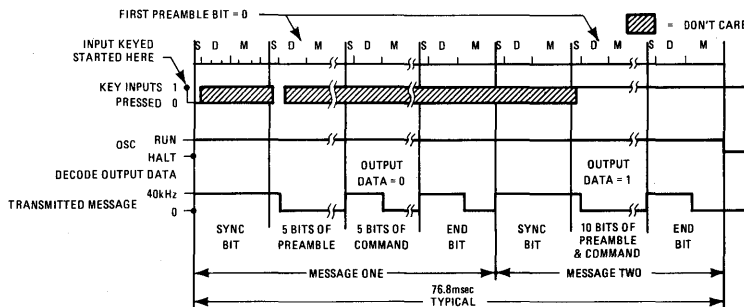 FIRST PREAMBLE BIT = 0
= DON'T CARE
INPUT KEYED
STARTED HERE
S D M S D M S D M S D M S D M S D M S D M
KEY INPUTS 1
PRESSED 0
OSC RUN
HALT
DECODE OUTPUT DATA
OUTPUT
DATA = 0
OUTPUT
DATA = 1
TRANSMITTED MESSAGE 40kHz
0
SYNC
BIT
5 BITS OF
PREAMBLE
5 BITS OF
COMMAND
END
BIT
SYNC
BIT
10 BITS OF
PREAMBLE
& COMMAND
END
BIT
MESSAGE ONE
MESSAGE TWO
76.8msec
TYPICAL